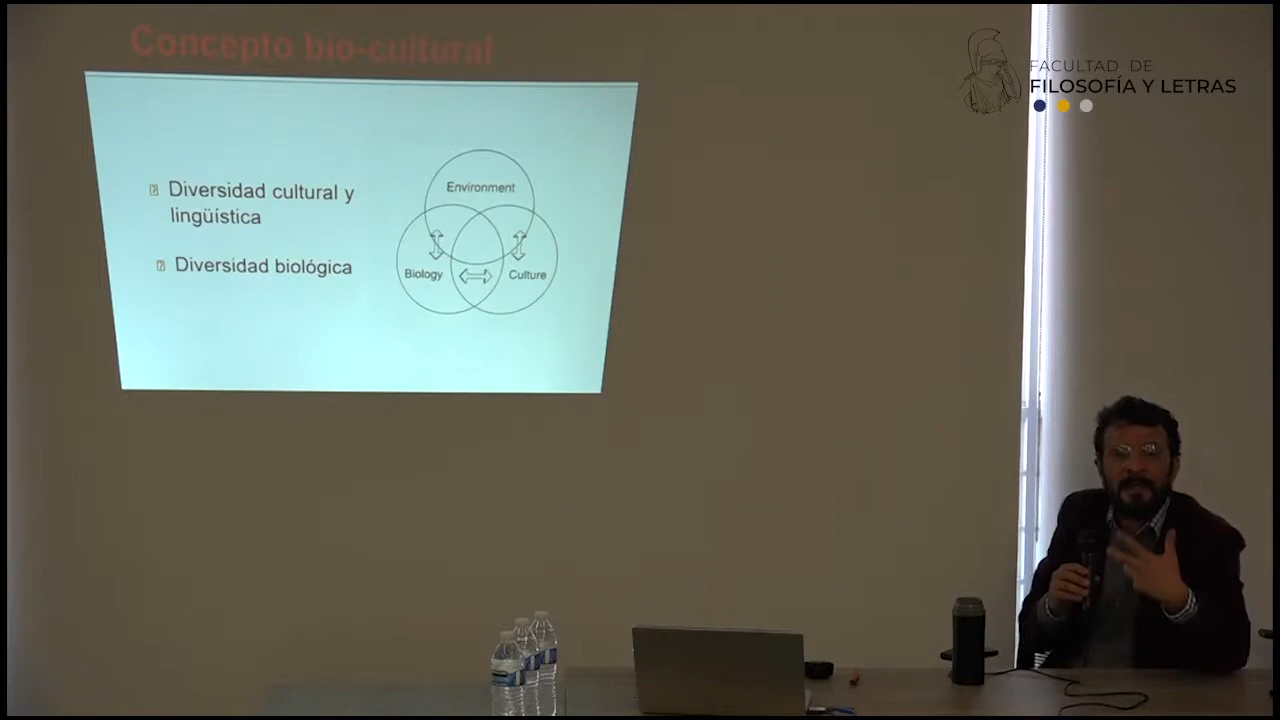 Concepto bio-cultural
FACULTAD DE
FILOSOFÍA Y LETRAS
Diversidad cultural y
lingüística
Diversidad biológica
Environment
Biology
Culture